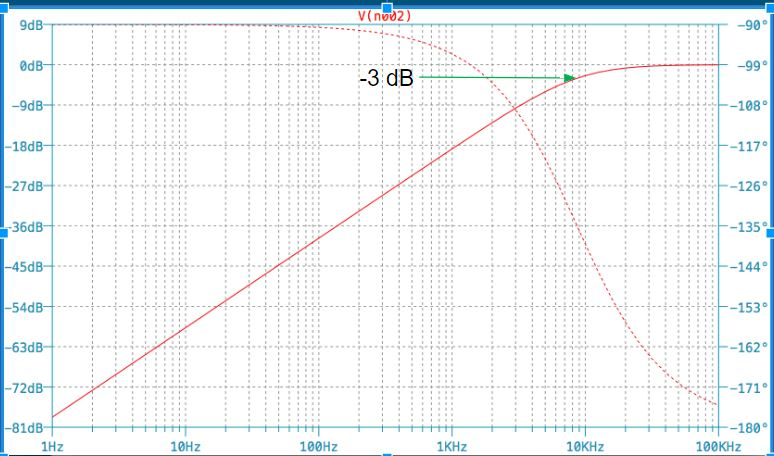 V(n002)
9dB
0dB
-9dB
-18dB
-27dB
-36dB
-45dB
-54dB
-63dB
-72dB
-81dB
-3 dB
-90°
-99°
-108°
-117°
-126°
-135°
-144°
-153°
-162°
-171°
-180°
1Hz
10Hz
100Hz
1KHz
10KHz
100KHz